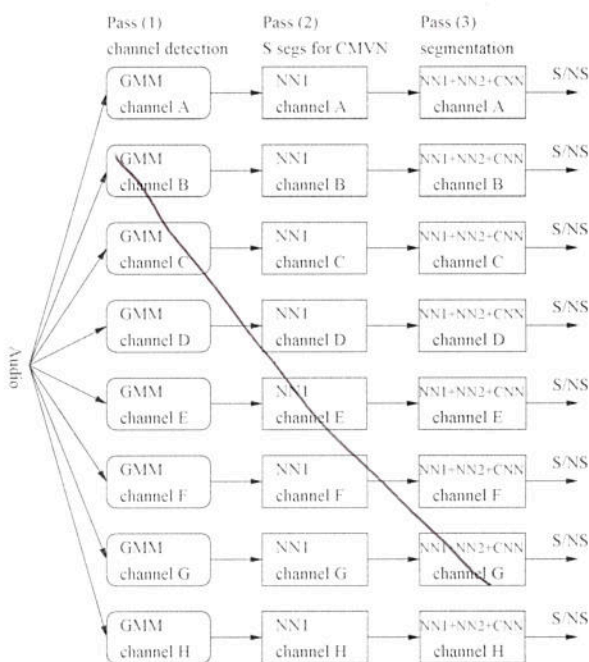 Pass (1) Pass (2) Pass (3)
channel detection S segs for CMVN segmentation
GMM NN1 NN1+NN2+CNN S/NS
channel A channel A channel A
GMM NN1 NN1+NN2+CNN S/NS
channel B channel B channel B
GMM NN1 NN1+NN2+CNN S/NS
channel C channel C channel C
GMM NN1 NN1+NN2+CNN S/NS
channel D channel D channel D
Audio
GMM NN1 NN1+NN2+CNN S/NS
channel E channel E channel E
GMM NN1 NN1+NN2+CNN S/NS
channel F channel F channel F
GMM NN1 NN1+NN2+CNN S/NS
channel G channel G channel G
GMM NN1 NN1+NN2+CNN S/NS
channel H channel H channel H